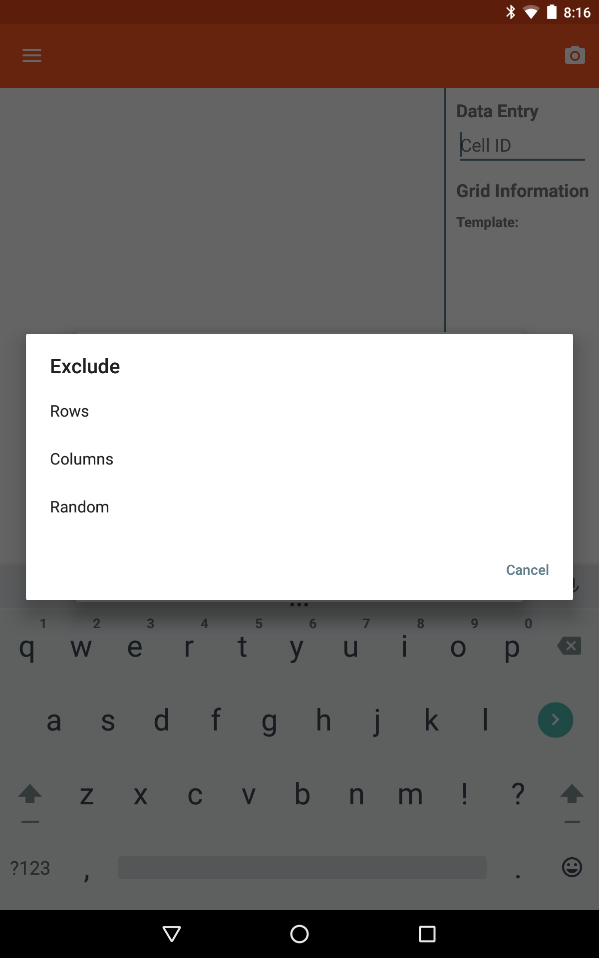 8:16
Data Entry
Cell ID
Grid Information
Template:
Exclude
Rows
Columns
Random
Cancel
1 2 3 4 5 6 7 8 9 0
q w e r t y u i o p
a s d f g h j k l
z x c v b n m ! ?
?123 , .